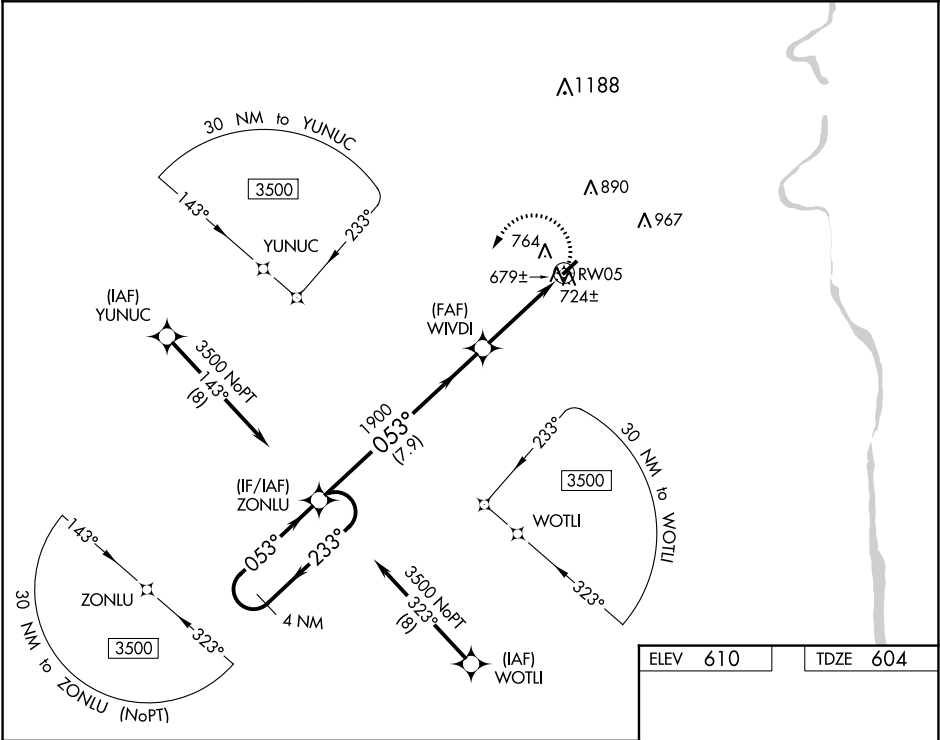 1188
30 NM to YUNUC
3500
143°
233°
YUNUC
890
967
764
679±
RW05
724±
(IAF)
YUNUC
(FAF)
WIVDI
3500 NoPT
143°
(8)
1900
053°
(7.9)
233°
30 NM to WOTLI
3500
WOTLI
323°
(IF/IAF)
ZONLU
053°
233°
4 NM
143°
ZONLU
323°
3500
30 NM to ZONLU (NoPT)
3500 NoPT
323°
(8)
(IAF)
WOTLI
ELEV 610
TDZE 604